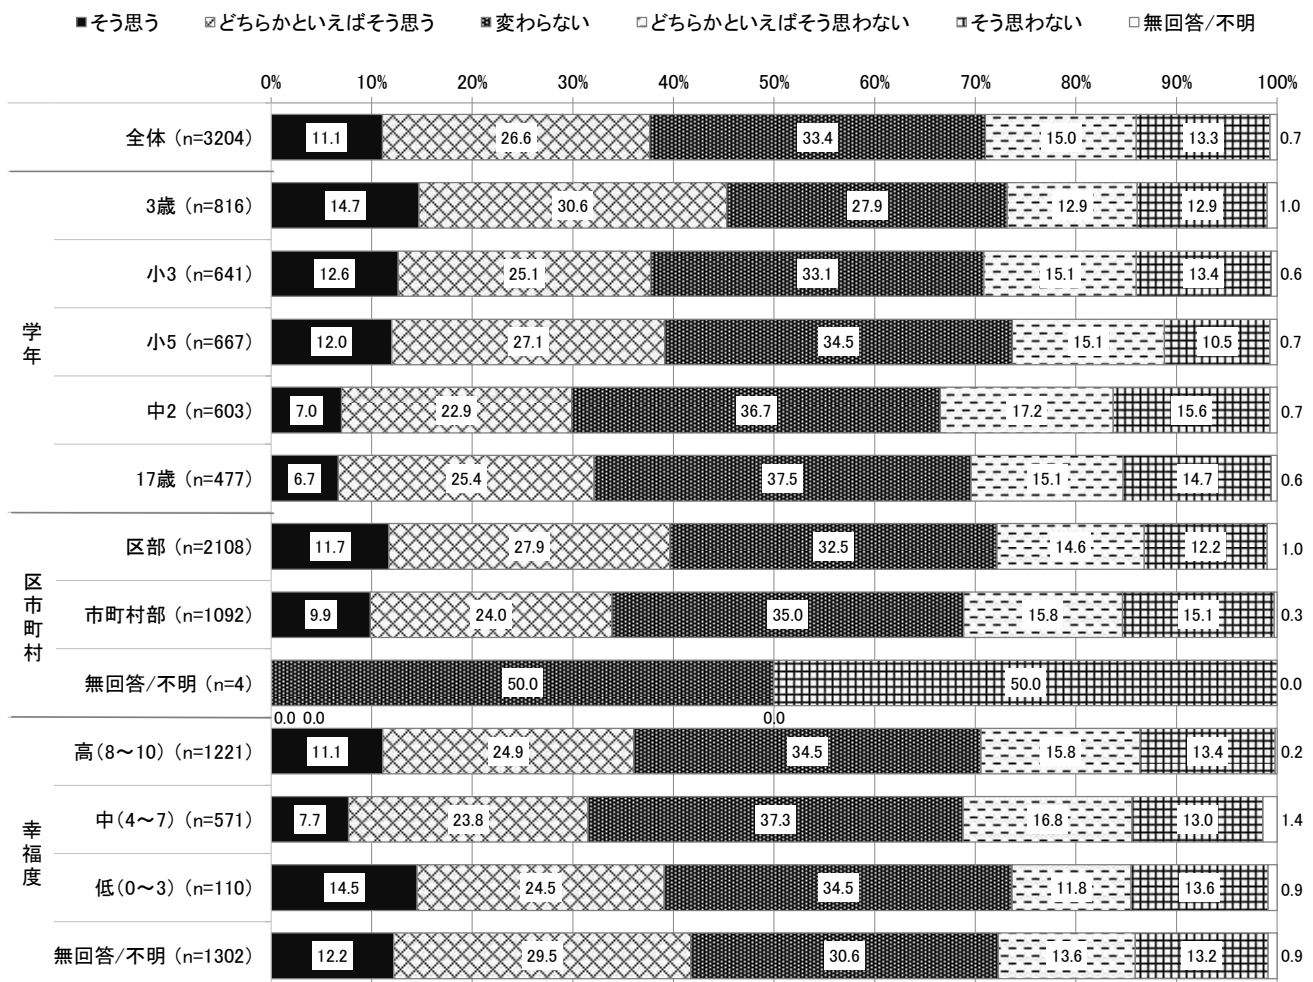 ■そう思う ▨どちらかといえばそう思う ■変わらない □どちらかといえばそう思わない ▥そう思わない □無回答/不明
0% 10% 20% 30% 40% 50% 60% 70% 80% 90% 100%
全体 (n=3204) 11.1 26.6 33.4 15.0 13.3 0.7
学年
3歳 (n=816) 14.7 30.6 27.9 12.9 12.9 1.0
小3 (n=641) 12.6 25.1 33.1 15.1 13.4 0.6
小5 (n=667) 12.0 27.1 34.5 15.1 10.5 0.7
中2 (n=603) 7.0 22.9 36.7 17.2 15.6 0.7
17歳 (n=477) 6.7 25.4 37.5 15.1 14.7 0.6
区市町村
区部 (n=2108) 11.7 27.9 32.5 14.6 12.2 1.0
市町村部 (n=1092) 9.9 24.0 35.0 15.8 15.1 0.3
無回答/不明 (n=4) 50.0 50.0 0.0
0.0 0.0 0.0
幸福度
高(8～10) (n=1221) 11.1 24.9 34.5 15.8 13.4 0.2
中(4～7) (n=571) 7.7 23.8 37.3 16.8 13.0 1.4
低(0～3) (n=110) 14.5 24.5 34.5 11.8 13.6 0.9
無回答/不明 (n=1302) 12.2 29.5 30.6 13.6 13.2 0.9